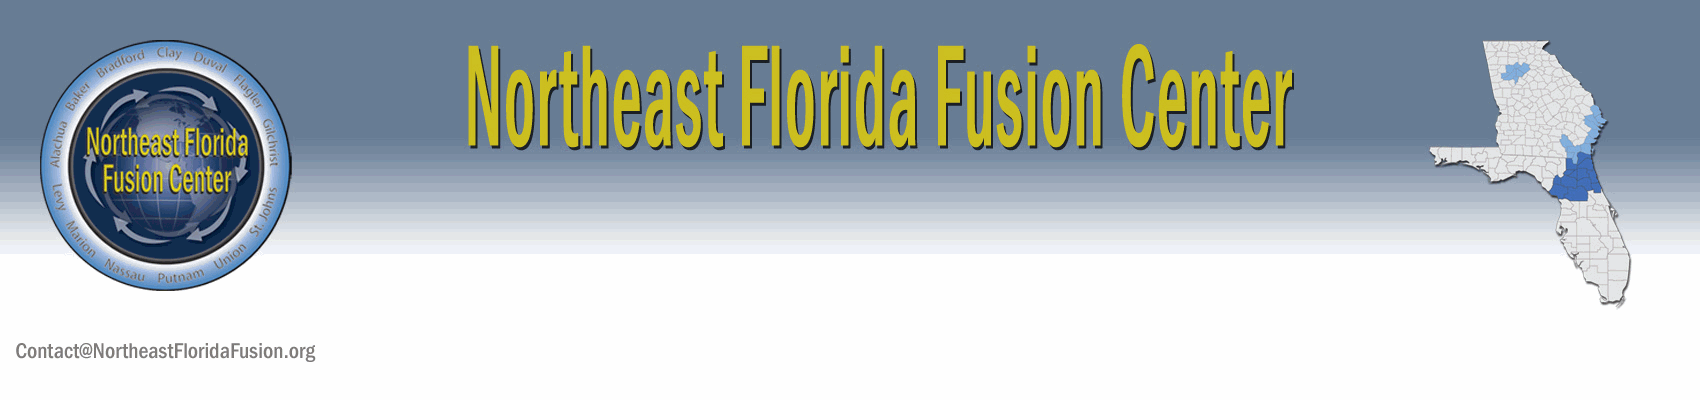 Northeast Florida Fusion Center
Alachua Baker Bradford Clay Duval Flagler Gilchrist
Northeast Florida
Fusion Center
Levy Marion Nassau Putnam Union St. Johns
Contact@NortheastFloridaFusion.org